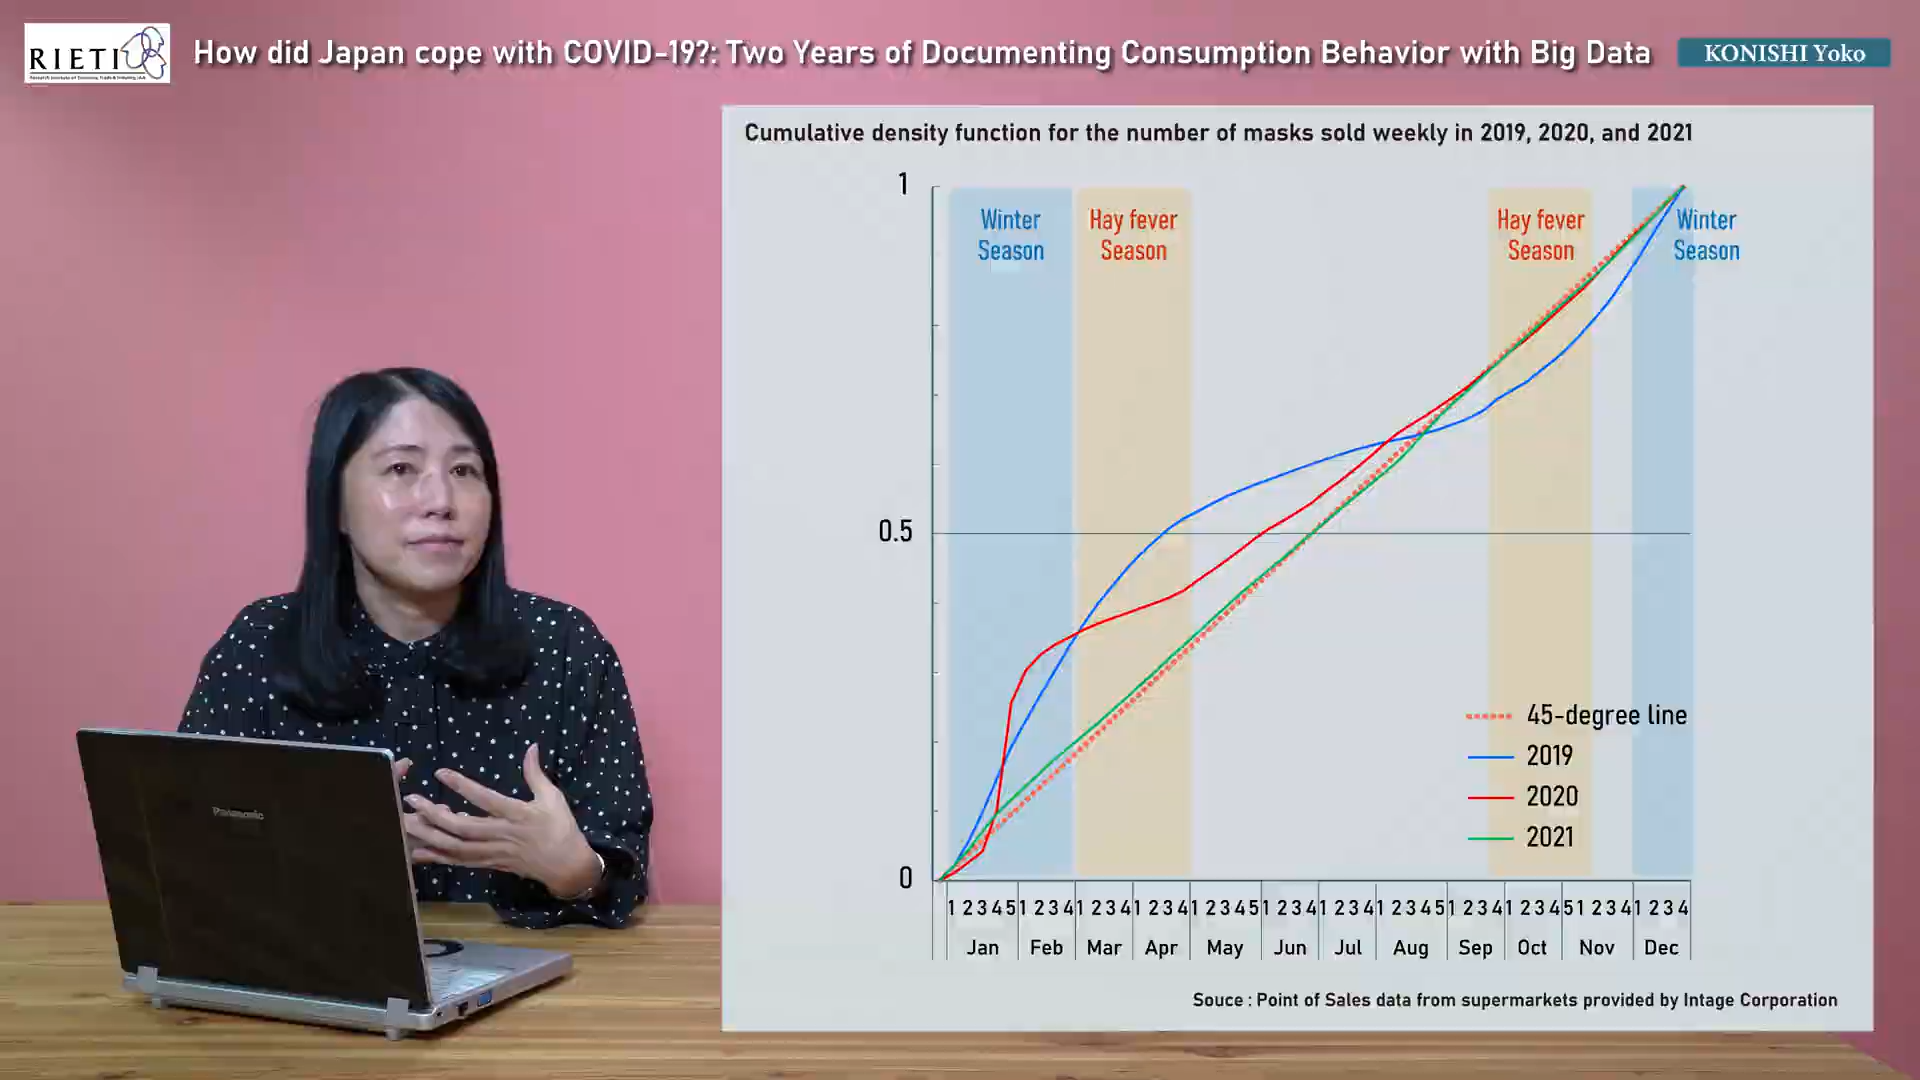 RIETI
How did Japan cope with COVID-19?: Two Years of Documenting Consumption Behavior with Big Data
KONISHI Yoko
Cumulative density function for the number of masks sold weekly in 2019, 2020, and 2021
1
Winter
Season
Hay fever
Season
Hay fever
Season
Winter
Season
0.5
45-degree line
2019
2020
2021
0
1 2 3 4 5 1 2 3 4 1 2 3 4 1 2 3 4 1 2 3 4 5 1 2 3 4 1 2 3 4 1 2 3 4 5 1 2 3 4 1 2 3 4 5 1 2 3 4 1 2 3 4
Jan Feb Mar Apr May Jun Jul Aug Sep Oct Nov Dec
Souce : Point of Sales data from supermarkets provided by Intage Corporation
Panasonic